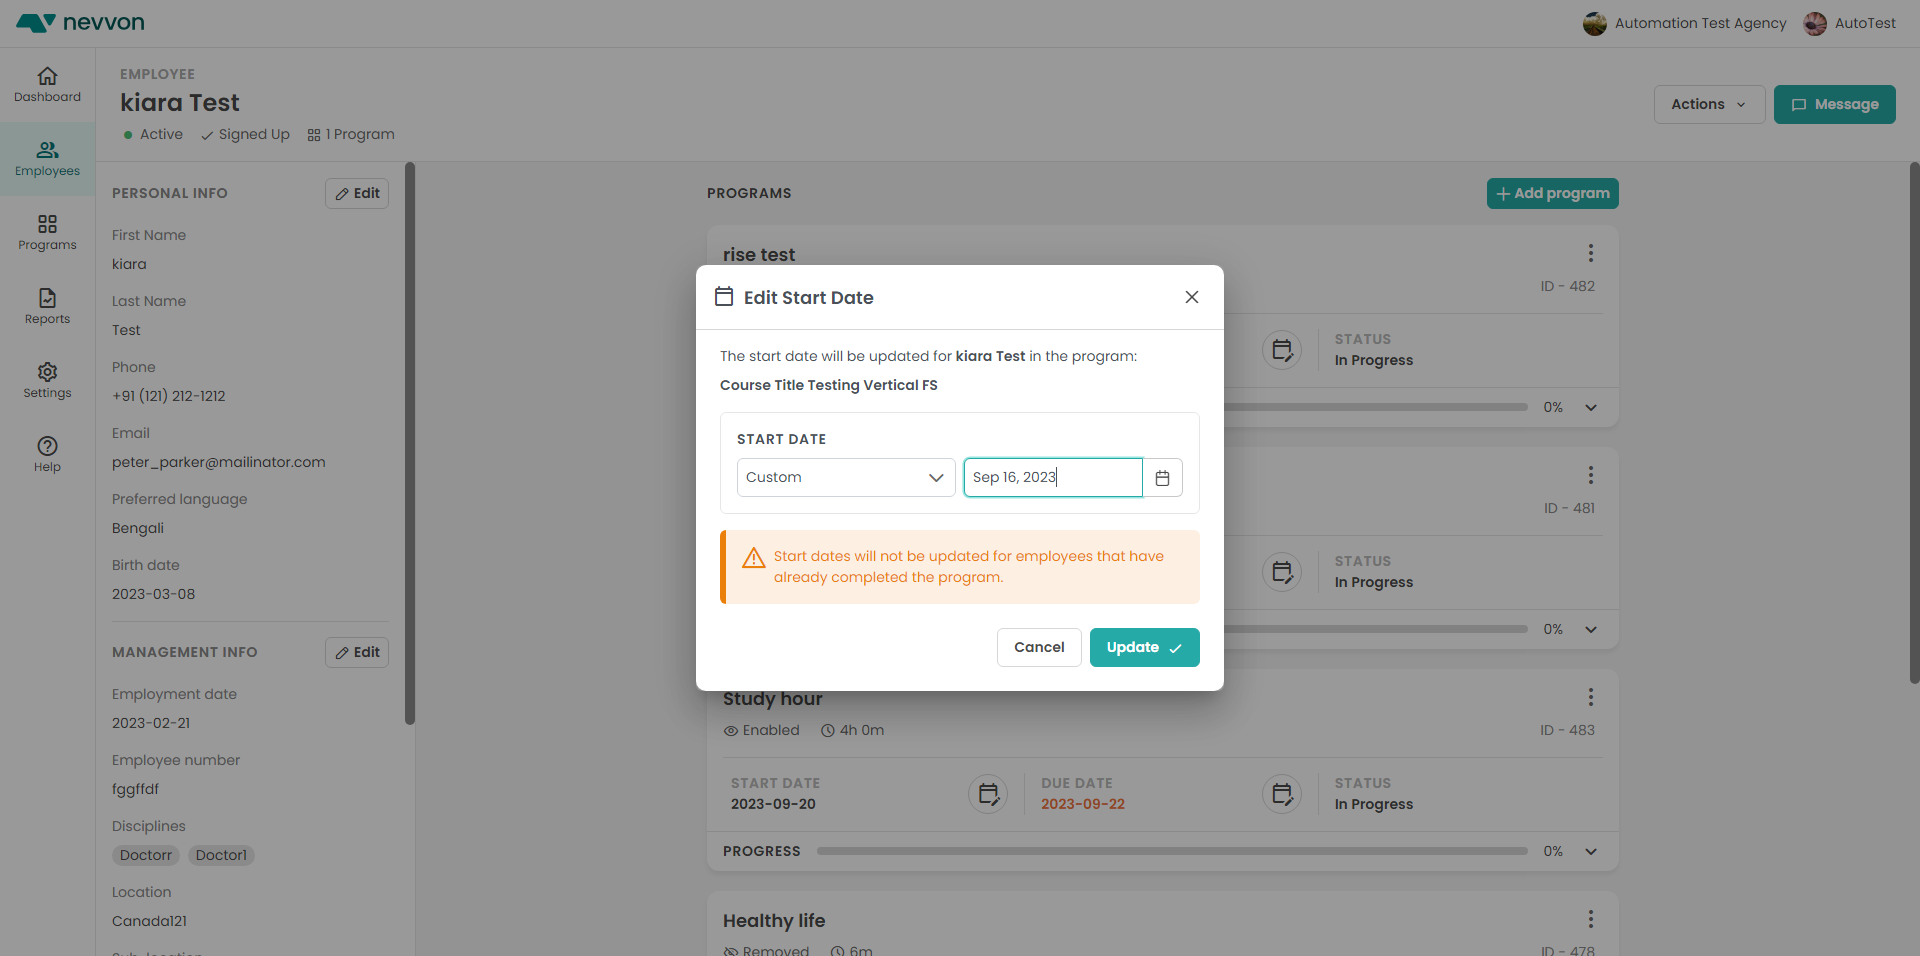 nevvon
Automation Test Agency
AutoTest
Dashboard
Employees
Programs
Reports
Settings
Help
EMPLOYEE
kiara Test
Active
Signed Up
1 Program
Actions
Message
PERSONAL INFO
Edit
First Name
kiara
Last Name
Test
Phone
+91 (121) 212-1212
Email
peter_parker@mailinator.com
Preferred language
Bengali
Birth date
2023-03-08
MANAGEMENT INFO
Edit
Employment date
2023-02-21
Employee number
fggffdf
Disciplines
Doctorr Doctor1
Location
Canada121
Sub-location
PROGRAMS
Add program
rise test
ID - 482
STATUS
In Progress
0%
Edit Start Date
The start date will be updated for kiara Test in the program:
Course Title Testing Vertical FS
START DATE
Custom
Sep 16, 2023
Start dates will not be updated for employees that have
already completed the program.
Cancel
Update
ID - 481
STATUS
In Progress
0%
Study hour
Enabled
4h 0m
ID - 483
START DATE
2023-09-20
DUE DATE
2023-09-22
STATUS
In Progress
PROGRESS
0%
Healthy life
Removed
6m
ID - 478